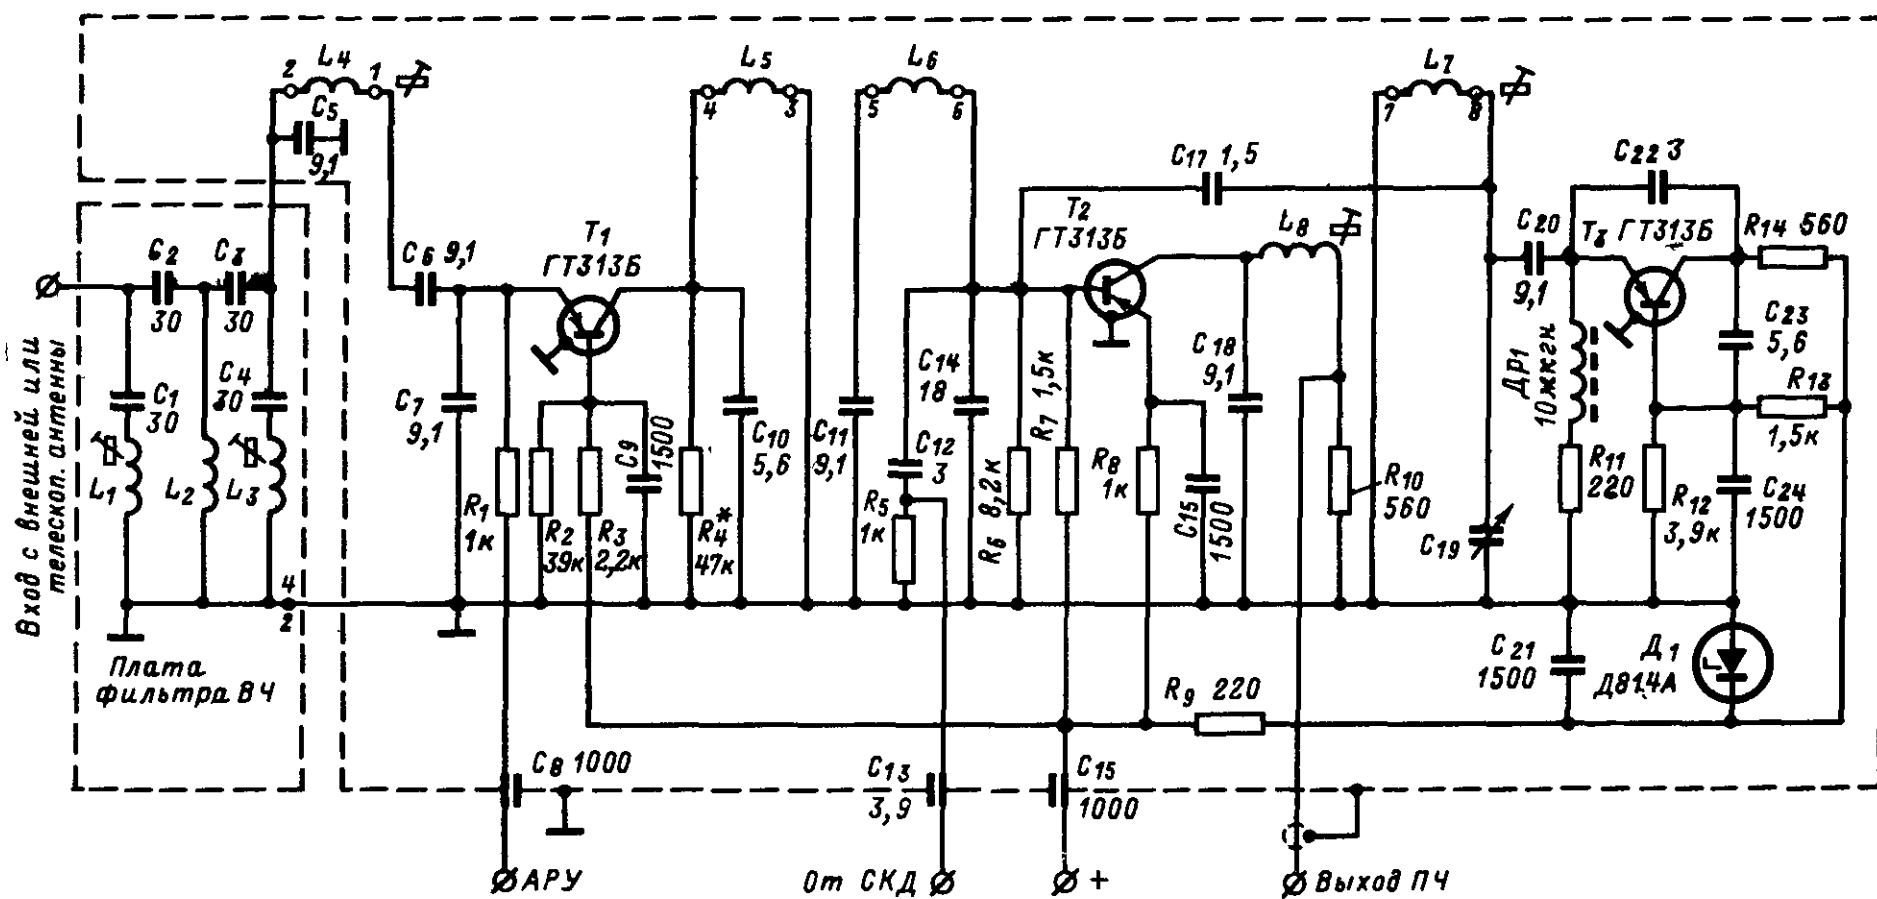 2 L4 1
C5
9,1
L5
4 3
L6
5 6
L7
7 8
C17 1,5
C22 3
C2
30
C3
30
C6 9,1
T1
ГТ313Б
T2
ГТ313Б
L8
C20
9,1
T3 ГТ313Б
R14 560
C1
30
C4
30
L1
L2
L3
C7
9,1
R1
1к
R2
39к
R3
2,2к
C9
1500
R4*
47к
C10
5,6
C11
9,1
C14
18
C12
3
R5
1к
R6 8,2к
R7 1,5к
R8
1к
C15
1500
C18
9,1
R10
560
C19
ДР1
10мкгн
R11
220
R12
3,9к
C23
5,6
R13
1,5к
C24
1500
Вход с внешней или
телескоп. антенны
4
2
Плата
фильтра ВЧ
R9 220
C21
1500
Д1
Д814А
C8 1000
C13
3,9
C15
1000
АРУ
От СКД
+
Выход ПЧ